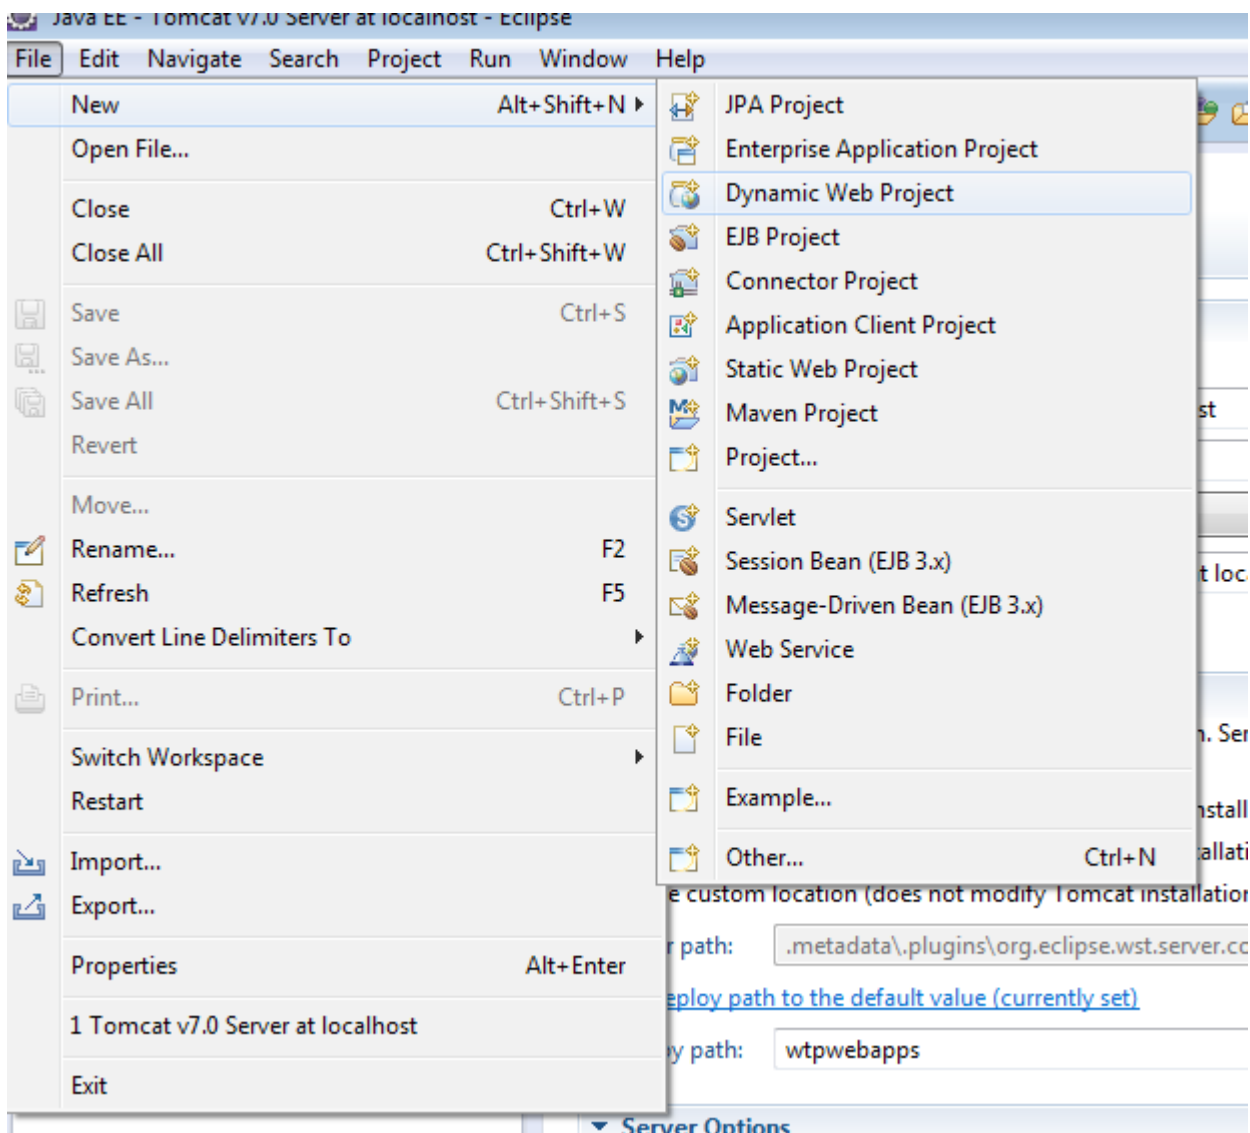 Java EE - Tomcat v7.0 Server at localhost - Eclipse
File Edit Navigate Search Project Run Window Help
New Alt+Shift+N
Open File...
Close Ctrl+W
Close All Ctrl+Shift+W
Save Ctrl+S
Save As...
Save All Ctrl+Shift+S
Revert
Move...
Rename... F2
Refresh F5
Convert Line Delimiters To
Print... Ctrl+P
Switch Workspace
Restart
Import...
Export...
Properties Alt+Enter
1 Tomcat v7.0 Server at localhost
Exit
JPA Project
Enterprise Application Project
Dynamic Web Project
EJB Project
Connector Project
Application Client Project
Static Web Project
Maven Project
Project...
Servlet
Session Bean (EJB 3.x)
Message-Driven Bean (EJB 3.x)
Web Service
Folder
File
Example...
Other... Ctrl+N
custom location (does not modify Tomcat installation
path: .metadata\.plugins\org.eclipse.wst.server.co
path to the default value (currently set)
path: wtpwebapps
Server Options